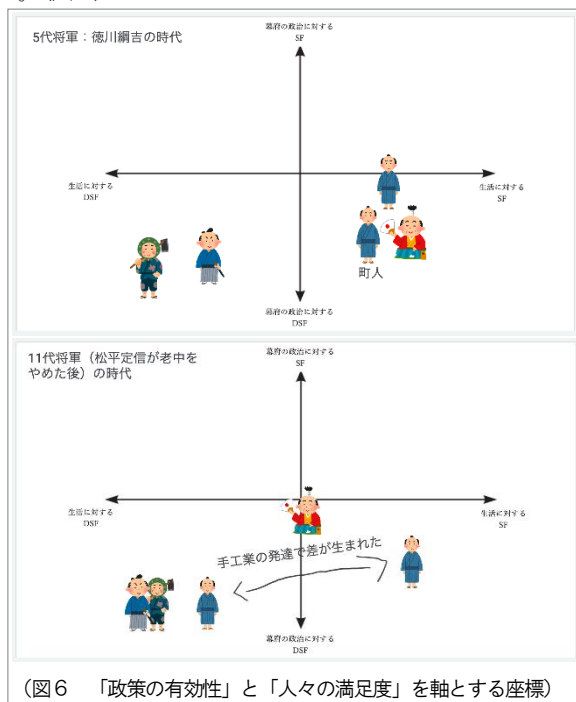 5代将軍：徳川綱吉の時代
幕府の政治に対する
SF
生活に対する
DSF
生活に対する
SF
町人
幕府の政治に対する
DSF
11代将軍（松平定信が老中を
やめた後）の時代
幕府の政治に対する
SF
生活に対する
DSF
生活に対する
SF
手工業の発達で差が生まれた
幕府の政治に対する
DSF
（図６　「政策の有効性」と「人々の満足度」を軸とする座標）